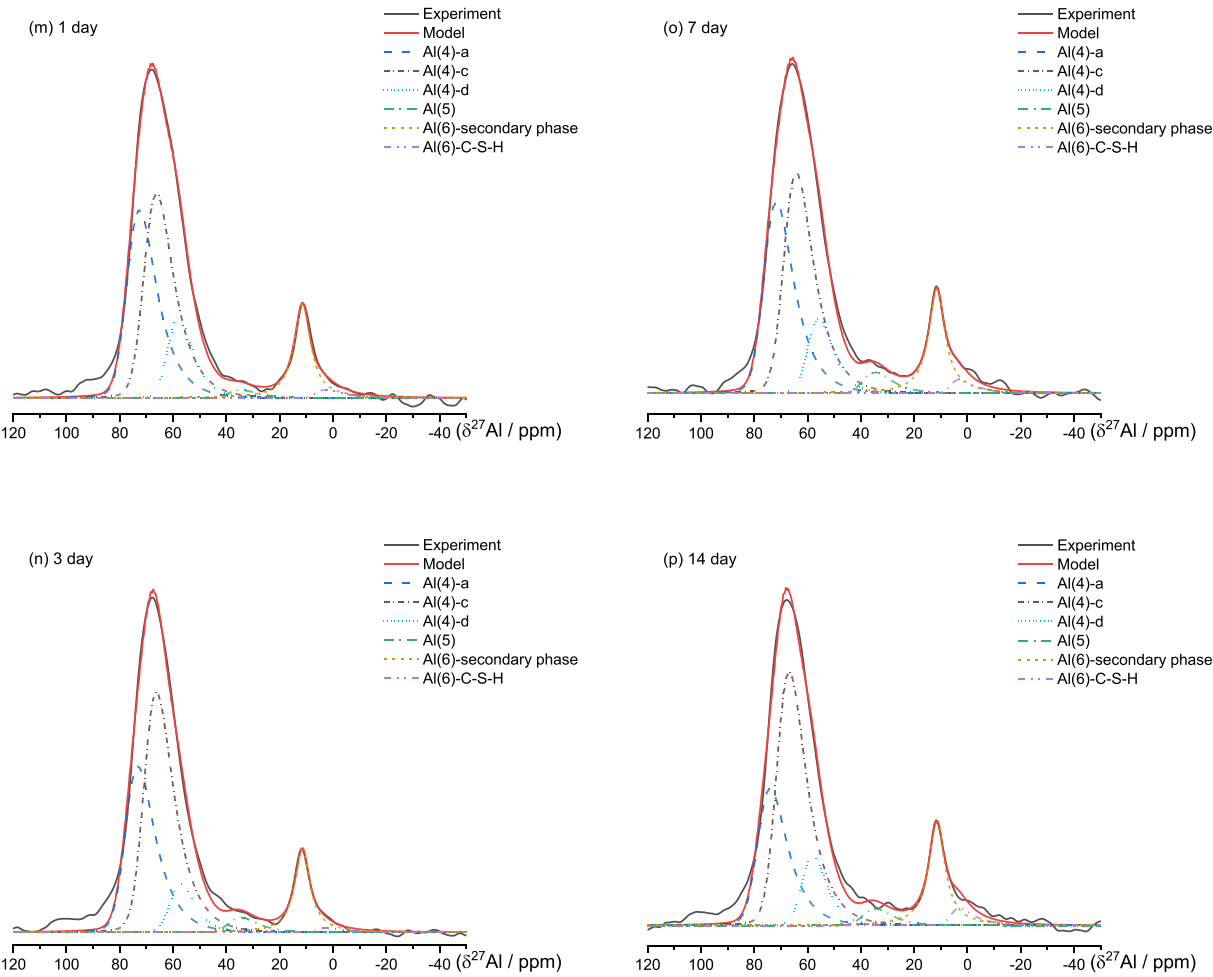 (m) 1 day
Experiment
Model
Al(4)-a
Al(4)-c
Al(4)-d
Al(5)
Al(6)-secondary phase
Al(6)-C-S-H
120 100 80 60 40 20 0 -20 -40 (δ²⁷Al / ppm)
(o) 7 day
Experiment
Model
Al(4)-a
Al(4)-c
Al(4)-d
Al(5)
Al(6)-secondary phase
Al(6)-C-S-H
120 100 80 60 40 20 0 -20 -40 (δ²⁷Al / ppm)
(n) 3 day
Experiment
Model
Al(4)-a
Al(4)-c
Al(4)-d
Al(5)
Al(6)-secondary phase
Al(6)-C-S-H
120 100 80 60 40 20 0 -20 -40 (δ²⁷Al / ppm)
(p) 14 day
Experiment
Model
Al(4)-a
Al(4)-c
Al(4)-d
Al(5)
Al(6)-secondary phase
Al(6)-C-S-H
120 100 80 60 40 20 0 -20 -40 (δ²⁷Al / ppm)